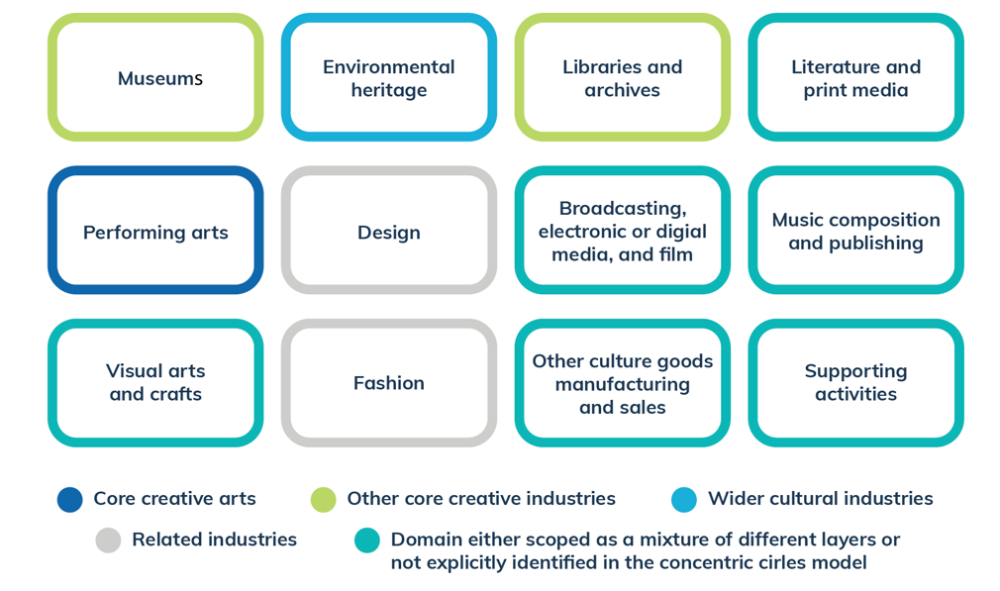 Museums
Environmental
heritage
Libraries and
archives
Literature and
print media
Performing arts
Design
Broadcasting,
electronic or digial
media, and film
Music composition
and publishing
Visual arts
and crafts
Fashion
Other culture goods
manufacturing
and sales
Supporting
activities
Core creative arts
Other core creative industries
Wider cultural industries
Related industries
Domain either scoped as a mixture of different layers or
not explicitly identified in the concentric cirles model